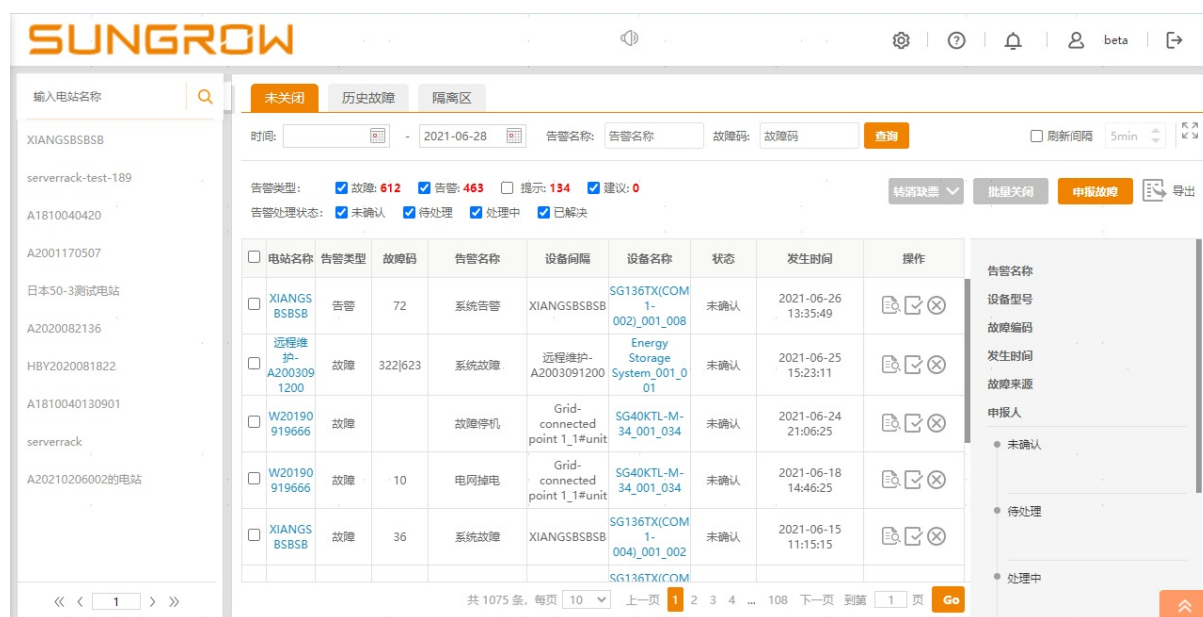 SUNGROW
beta
输入电站名称
XIANGSBSBSB
serverrack-test-189
A1810040420
A2001170507
日本50-3测试电站
A2020082136
HBY2020081822
A1810040130901
serverrack
A20210206002的电站
1
未关闭 历史故障 隔离区
时间: - 2021-06-28 告警名称: 告警名称 故障码: 故障码 查询 刷新间隔 5min
告警类型: 故障: 612 告警: 463 提示: 134 建议: 0
转消缺票 批量关闭 申报故障 导出
告警处理状态: 未确认 待处理 处理中 已解决
电站名称 告警类型 故障码 告警名称 设备间隔 设备名称 状态 发生时间 操作
XIANGS
BSBSB
告警 72 系统告警 XIANGSBSBSB
SG136TX(COM
1-
002)_001_008
未确认
2021-06-26
13:35:49
远程维
护-
A200309
1200
故障 322|623 系统故障
远程维护-
A2003091200
Energy
Storage
System_001_0
01
未确认
2021-06-25
15:23:11
W20190
919666
故障 故障停机
Grid-
connected
point 1_1#unit
SG40KTL-M-
34_001_034
未确认
2021-06-24
21:06:25
W20190
919666
故障 10 电网掉电
Grid-
connected
point 1_1#unit
SG40KTL-M-
34_001_034
未确认
2021-06-18
14:46:25
XIANGS
BSBSB
故障 36 系统故障 XIANGSBSBSB
SG136TX(COM
1-
004)_001_002
未确认
2021-06-15
11:15:15
SG136TX(COM
共 1075 条, 每页 10 上一页 1 2 3 4 ... 108 下一页 到第 1 页 Go
告警名称
设备型号
故障编码
发生时间
故障来源
申报人
未确认
待处理
处理中